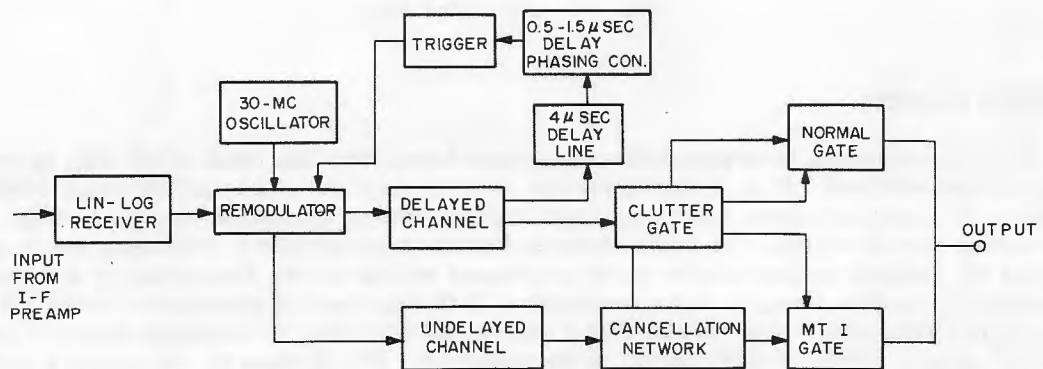 TRIGGER
0.5-1.5 μ SEC
DELAY
PHASING CON.
30-MC
OSCILLATOR
4 μ SEC
DELAY
LINE
NORMAL
GATE
LIN-LOG
RECEIVER
REMODULATOR
DELAYED
CHANNEL
CLUTTER
GATE
OUTPUT
INPUT
FROM
I-F
PREAMP
UNDELAYED
CHANNEL
CANCELLATION
NETWORK
MT I
GATE